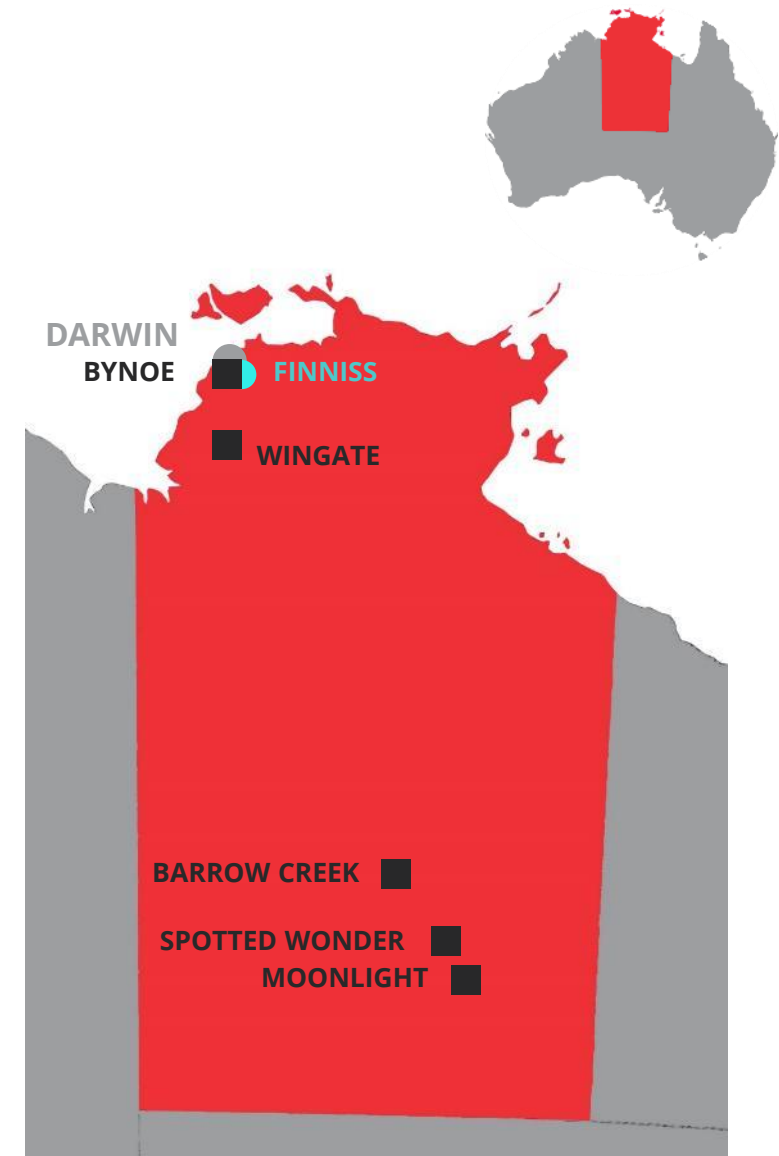 DARWIN
BYNOE
FINNISS
WINGATE
BARROW CREEK
SPOTTED WONDER
MOONLIGHT